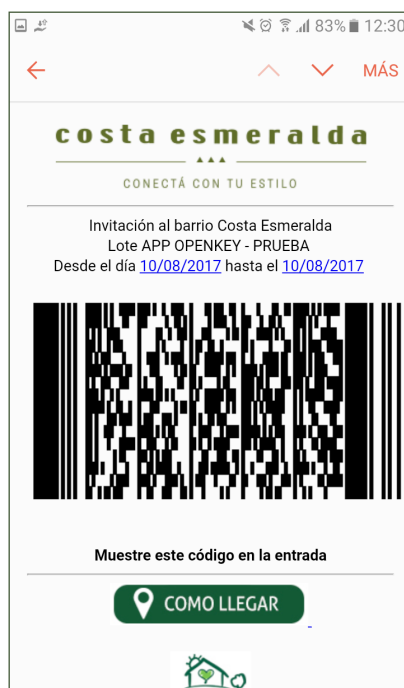 83% 12:30
MÁS
costa esmeralda
CONECTÁ CON TU ESTILO
Invitación al barrio Costa Esmeralda
Lote APP OPENKEY - PRUEBA
Desde el día 10/08/2017 hasta el 10/08/2017
Muestre este código en la entrada
COMO LLEGAR